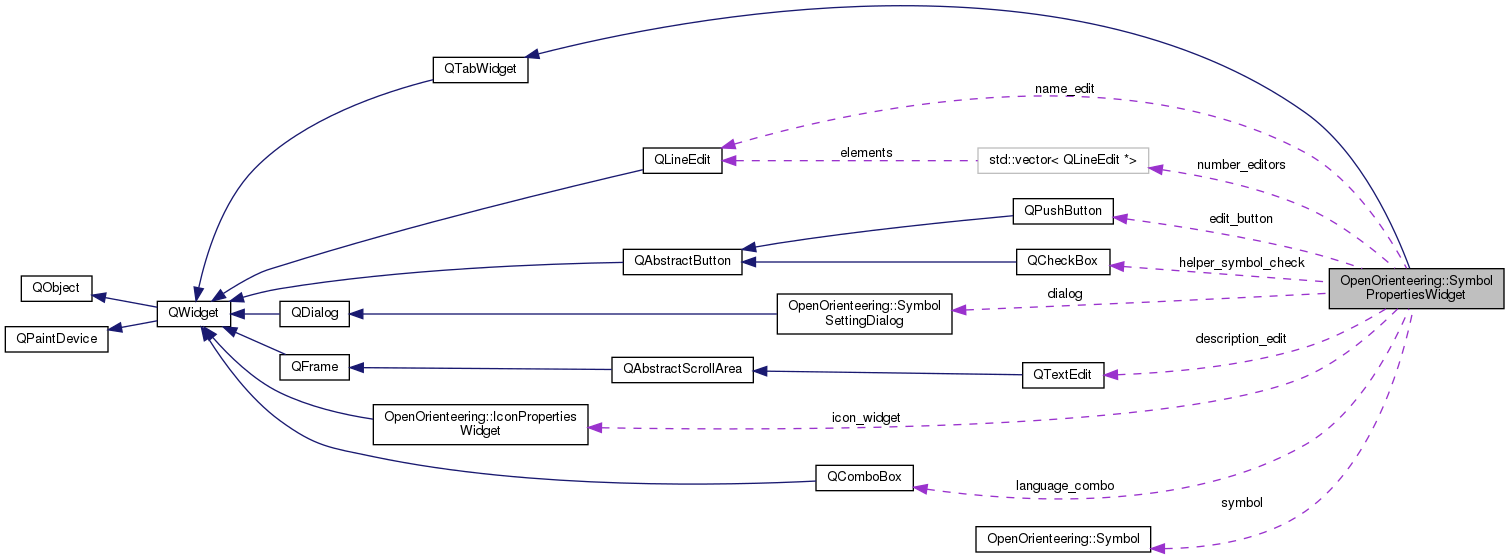 QTabWidget
name_edit
QLineEdit
elements
std::vector< QLineEdit *>
number_editors
QPushButton
edit_button
QAbstractButton
QCheckBox
helper_symbol_check
OpenOrienteering::Symbol
PropertiesWidget
QObject
QWidget
QPaintDevice
QDialog
OpenOrienteering::Symbol
SettingDialog
dialog
QFrame
QAbstractScrollArea
QTextEdit
description_edit
OpenOrienteering::IconProperties
Widget
icon_widget
QComboBox
language_combo
OpenOrienteering::Symbol
symbol